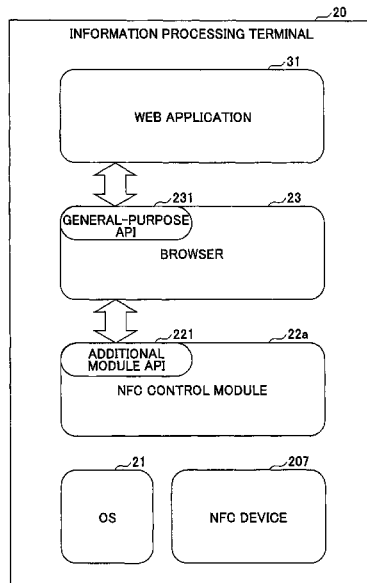 20
INFORMATION PROCESSING TERMINAL
31
WEB APPLICATION
231
23
GENERAL-PURPOSE
API
BROWSER
221
22a
ADDITIONAL
MODULE API
NFC CONTROL MODULE
21
207
OS
NFC DEVICE